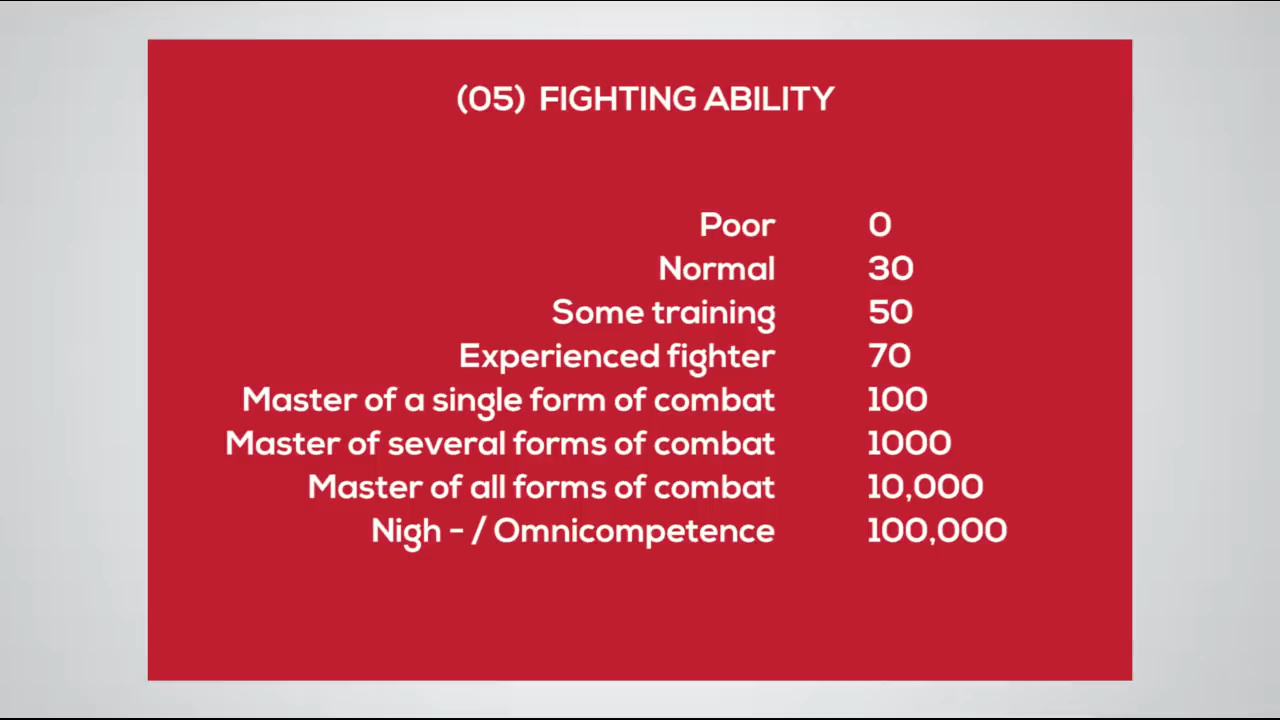 (05) FIGHTING ABILITY
Poor 0
Normal 30
Some training 50
Experienced fighter 70
Master of a single form of combat 100
Master of several forms of combat 1000
Master of all forms of combat 10,000
Nigh - / Omnicompetence 100,000